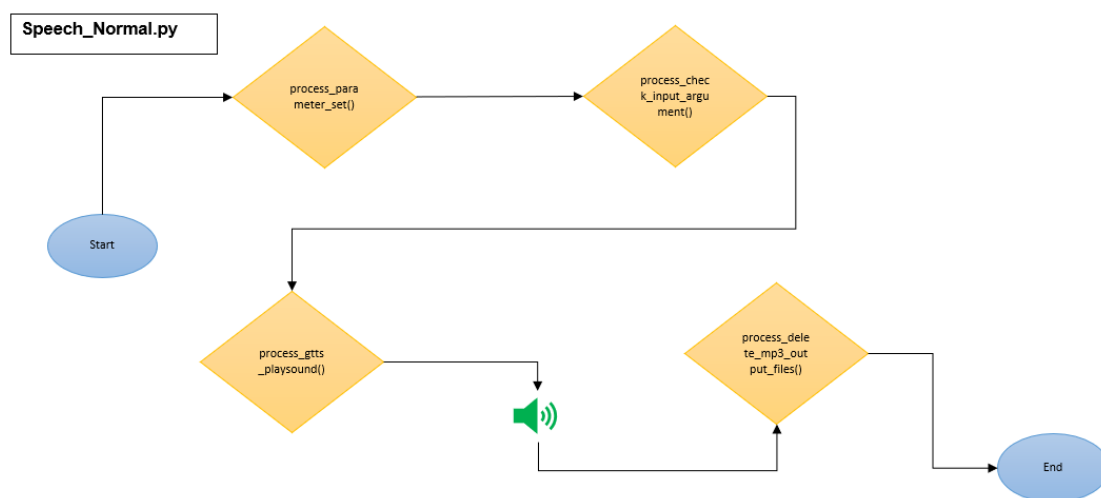 Speech_Normal.py
process_para
meter_set()
process_chec
k_input_argu
ment()
Start
process_gtts
_playsound()
process_dele
te_mp3_out
put_files()
End